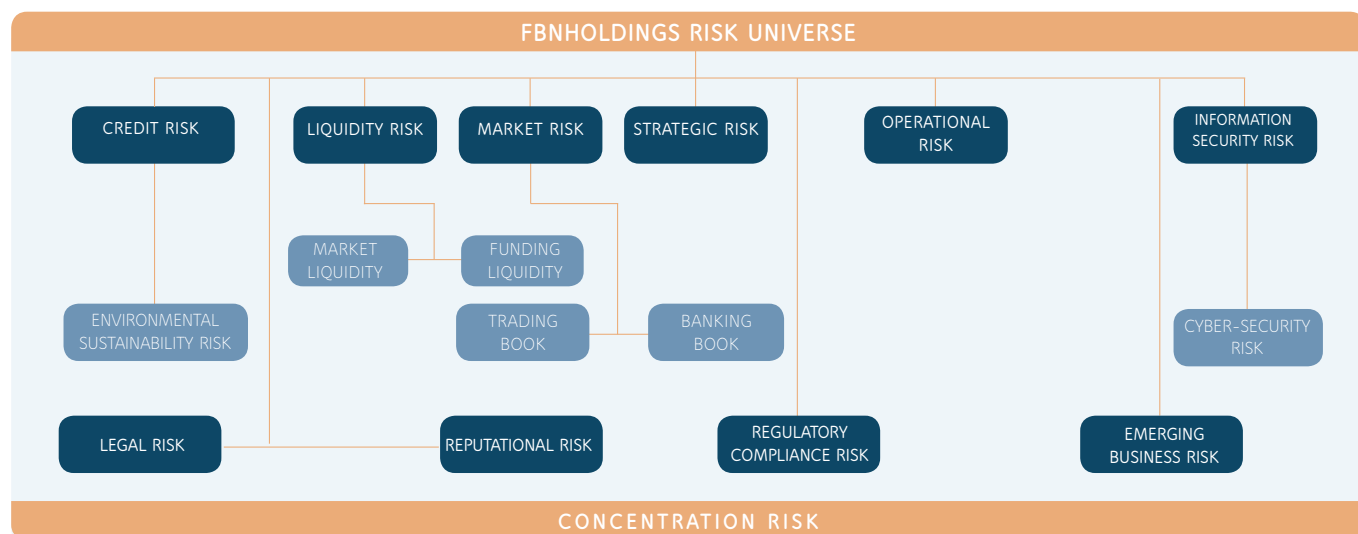 FBNHOLDINGS RISK UNIVERSE
CREDIT RISK
LIQUIDITY RISK
MARKET RISK
STRATEGIC RISK
OPERATIONAL
RISK
INFORMATION
SECURITY RISK
MARKET
LIQUIDITY
FUNDING
LIQUIDITY
ENVIRONMENTAL
SUSTAINABILITY RISK
TRADING
BOOK
BANKING
BOOK
CYBER-SECURITY
RISK
LEGAL RISK
REPUTATIONAL RISK
REGULATORY
COMPLIANCE RISK
EMERGING
BUSINESS RISK
CONCENTRATION RISK